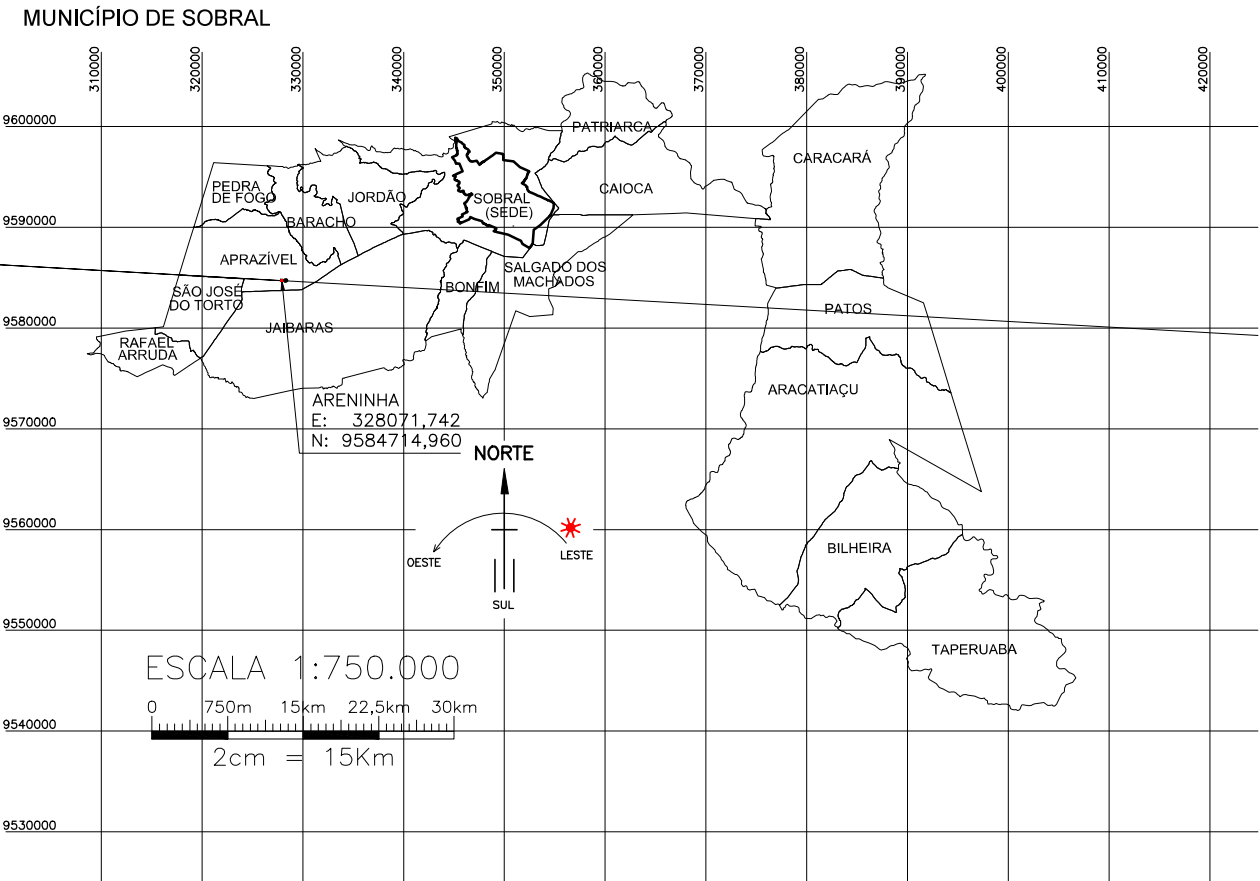 MUNICÍPIO DE SOBRAL
310000
320000
330000
340000
350000
360000
370000
380000
390000
400000
410000
420000
9600000
PATRIARCA
CARACARÁ
PEDRA
DE FOGO
JORDÃO
SOBRAL
(SEDE)
CAIOCA
9590000
BARACHO
APRAZÍVEL
SALGADO DOS
MACHADOS
BONFIM
SÃO JOSÉ
DO TORTO
PATOS
9580000
JAIBARAS
RAFAEL
ARRUDA
ARACATIAÇU
ARENINHA
E: 328071,742
N: 9584714,960
9570000
NORTE
9560000
OESTE
LESTE
SUL
BILHEIRA
9550000
TAPERUABA
ESCALA 1:750.000
0 750m 15km 22,5km 30km
9540000
2cm = 15Km
9530000